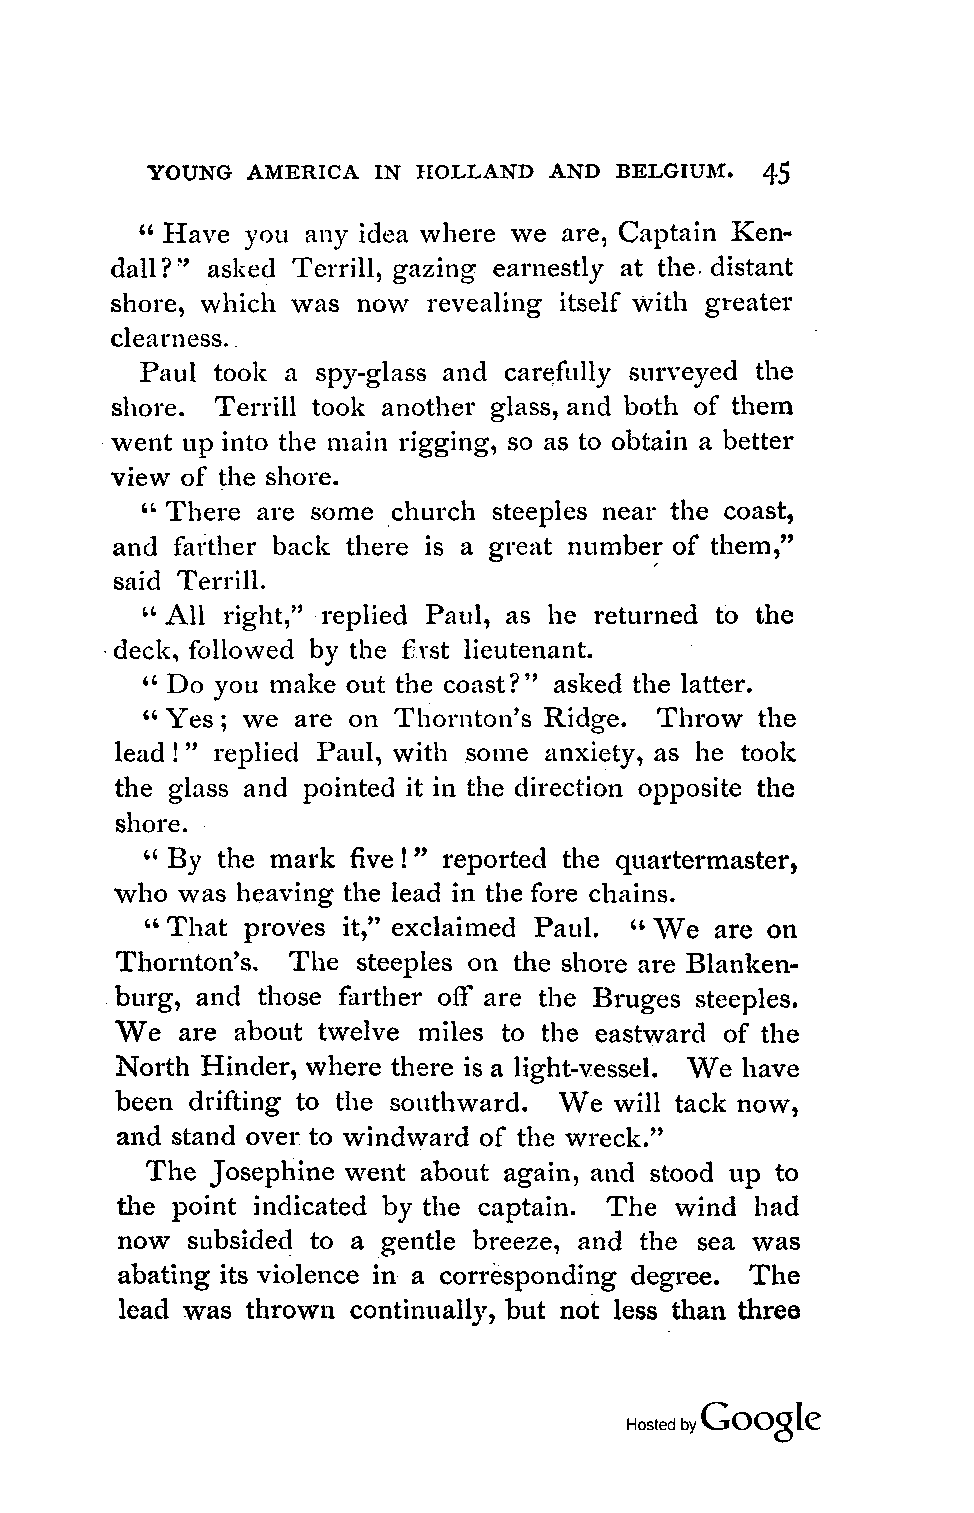 YOUNG AMERICA IN HOLLAND AND BELGIUM. 45
“ Have you any idea where we are, Captain Ken-
dall?” asked Terrill, gazing earnestly at the distant
shore, which was now revealing itself with greater
clearness.
Paul took a spy-glass and carefully surveyed the
shore. Terrill took another glass, and both of them
went up into the main rigging, so as to obtain a better
view of the shore.
“ There are some church steeples near the coast,
and farther back there is a great number of them,”
said Terrill.
“ All right,” replied Paul, as he returned to the
deck, followed by the first lieutenant.
“ Do you make out the coast?” asked the latter.
“ Yes; we are on Thornton’s Ridge. Throw the
lead!” replied Paul, with some anxiety, as he took
the glass and pointed it in the direction opposite the
shore.
“ By the mark five!” reported the quartermaster,
who was heaving the lead in the fore chains.
“ That proves it,” exclaimed Paul. “ We are on
Thornton’s. The steeples on the shore are Blanken-
burg, and those farther off are the Bruges steeples.
We are about twelve miles to the eastward of the
North Hinder, where there is a light-vessel. We have
been drifting to the southward. We will tack now,
and stand over to windward of the wreck.”
The Josephine went about again, and stood up to
the point indicated by the captain. The wind had
now subsided to a gentle breeze, and the sea was
abating its violence in a corresponding degree. The
lead was thrown continually, but not less than three
Hosted by Google